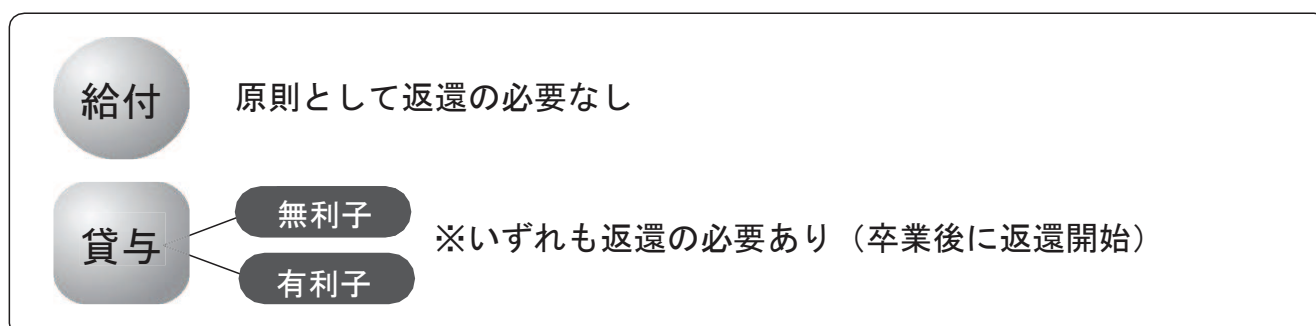 給付
原則として返還の必要なし
貸与
無利子
有利子
※いずれも返還の必要あり（卒業後に返還開始）